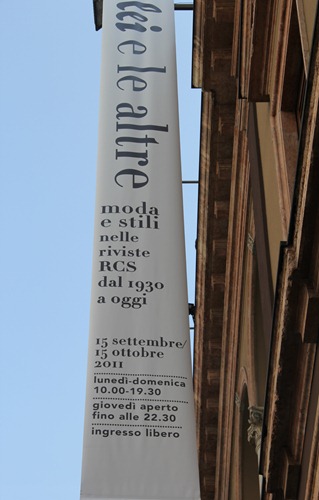 lei e le altre
moda
e stili
nelle
riviste
RCS
dal 1930
a oggi
15 settembre/
15 ottobre
2011
lunedì-domenica
10.00-19.30
giovedì aperto
fino alle 22.30
ingresso libero